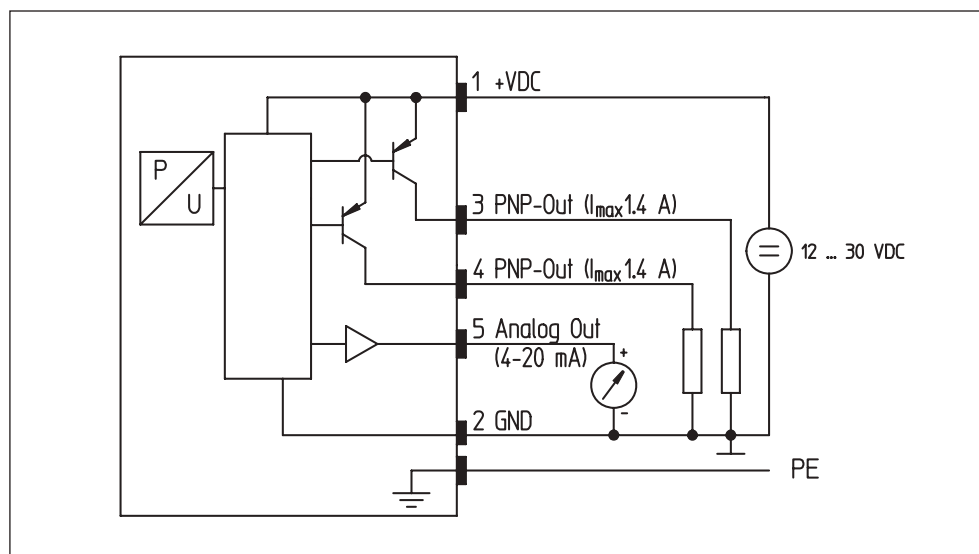 1 +VDC
P
U
3 PNP-Out (Imax1.4 A)
12 ... 30 VDC
4 PNP-Out (Imax1.4 A)
5 Analog Out
(4-20 mA)
+
-
2 GND
PE